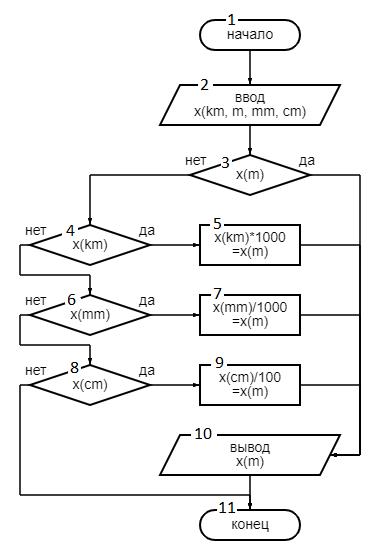 1
начало
2
ввод
x(km, m, mm, cm)
нет 3 да
x(m)
нет 4 да
x(km)
5
x(km)*1000
=x(m)
нет 6 да
x(mm)
7
x(mm)/1000
=x(m)
нет 8 да
x(cm)
9
x(cm)/100
=x(m)
10
вывод
x(m)
11
конец